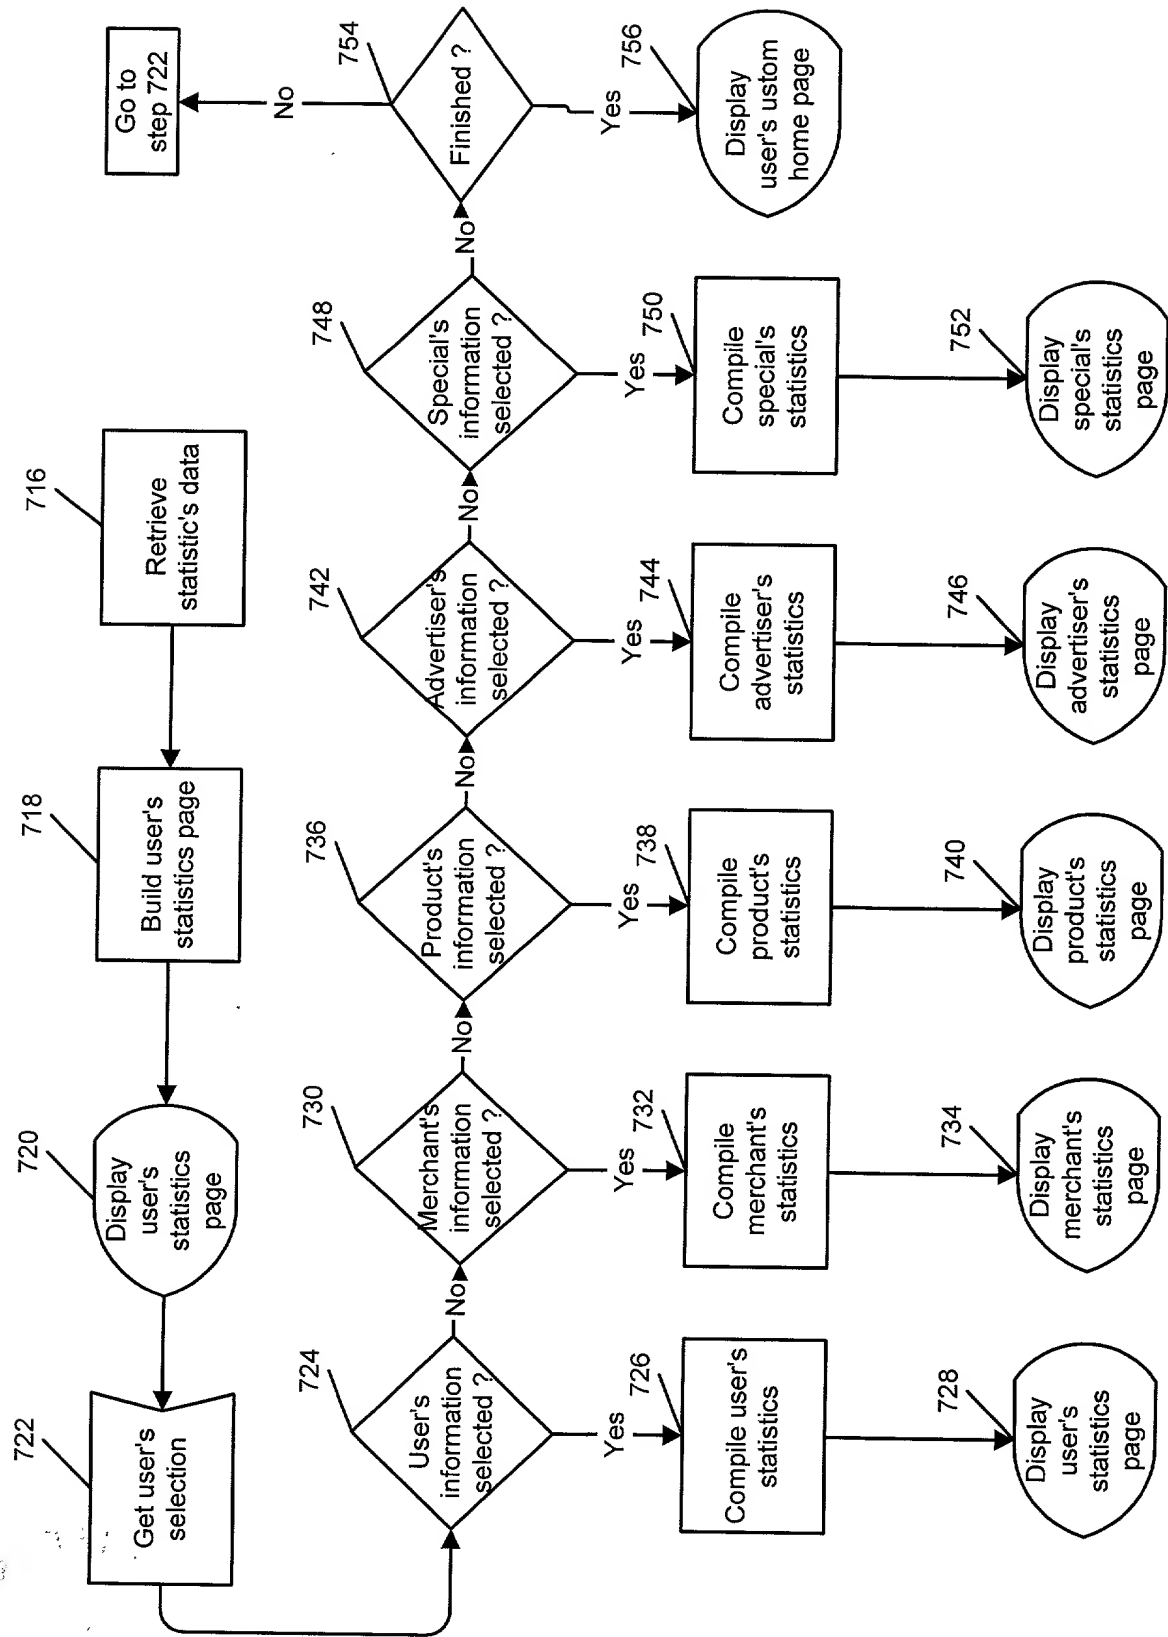 716
Retrieve
statistic's data
718
Build user's
statistics page
720
Display
user's
statistics
page
722
Get user's
selection
724
User's
information
selected ?
No
Yes
726
Compile user's
statistics
728
Display
user's
statistics
page
730
Merchant's
information
selected ?
No
Yes
732
Compile
merchant's
statistics
734
Display
merchant's
statistics
page
736
Product's
information
selected ?
No
Yes
738
Compile
product's
statistics
740
Display
product's
statistics
page
742
Advertiser's
information
selected ?
No
Yes
744
Compile
advertiser's
statistics
746
Display
advertiser's
statistics
page
748
Special's
information
selected ?
No
Yes
750
Compile
special's
statistics
752
Display
special's
statistics
page
754
Finished ?
No
Go to
step 722
Yes
756
Display
user's ustom
home page